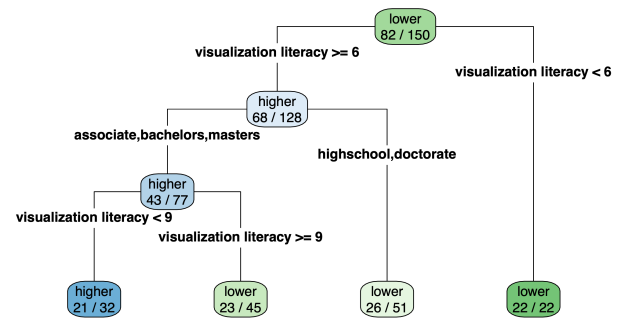 lower
82 / 150
visualization literacy >= 6
visualization literacy < 6
higher
68 / 128
associate,bachelors,masters
highschool,doctorate
higher
43 / 77
visualization literacy < 9
visualization literacy >= 9
higher
21 / 32
lower
23 / 45
lower
26 / 51
lower
22 / 22